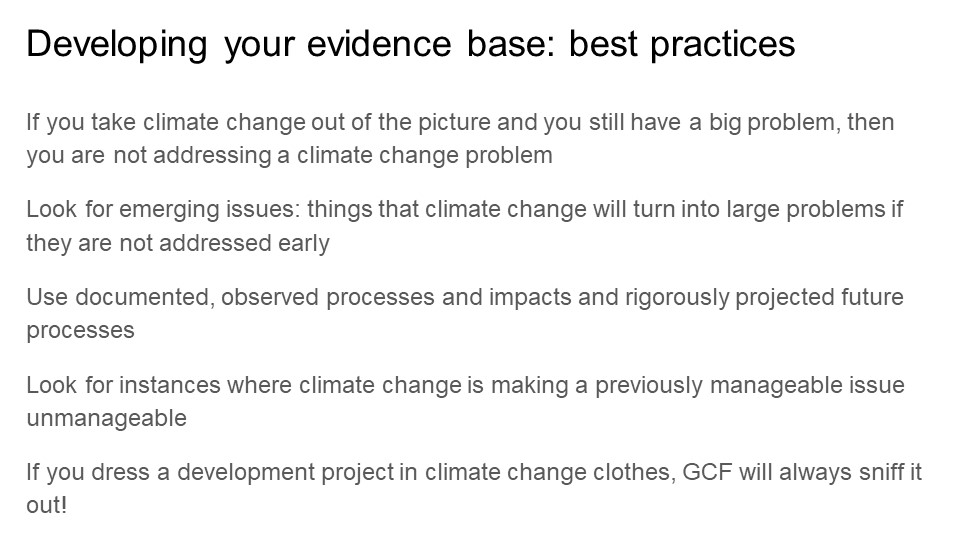 Developing your evidence base: best practices
If you take climate change out of the picture and you still have a big problem, then
you are not addressing a climate change problem
Look for emerging issues: things that climate change will turn into large problems if
they are not addressed early
Use documented, observed processes and impacts and rigorously projected future
processes
Look for instances where climate change is making a previously manageable issue
unmanageable
If you dress a development project in climate change clothes, GCF will always sniff it
out!